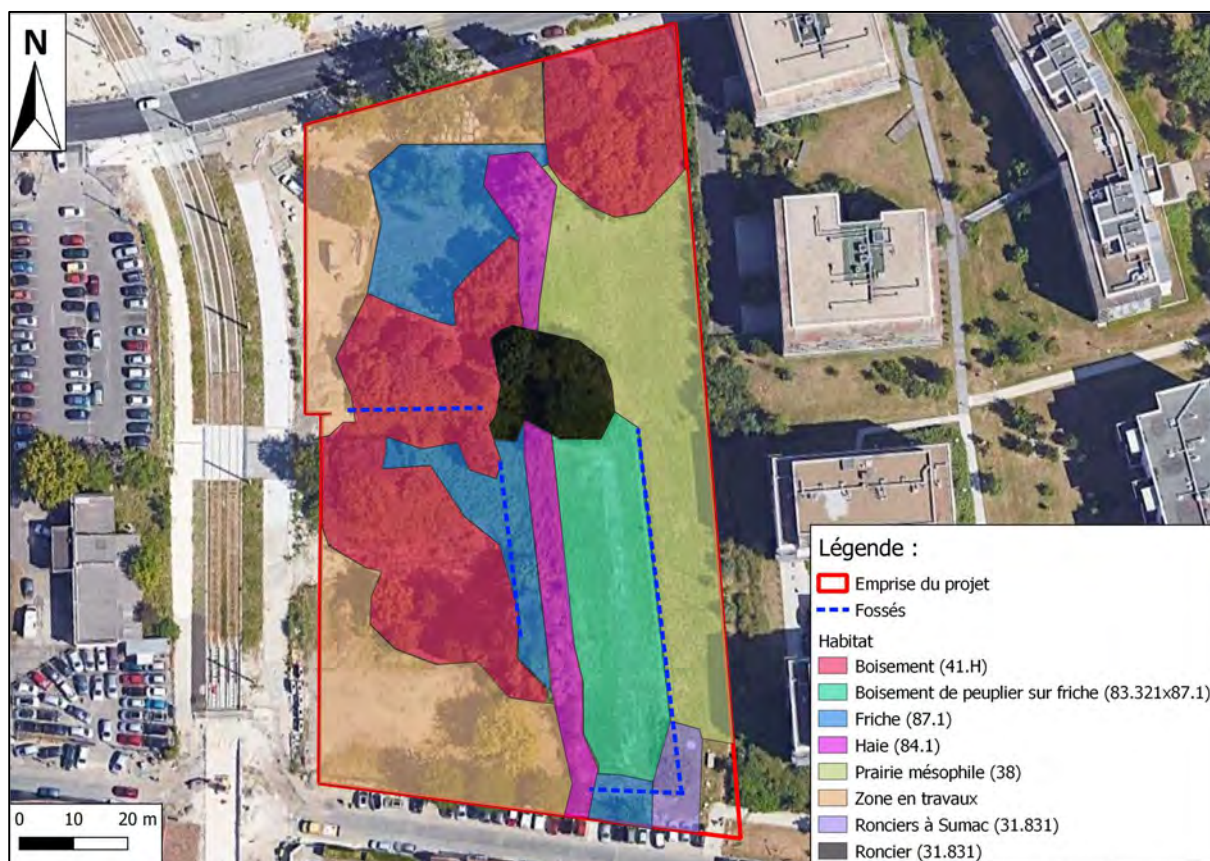 N
Légende :
Emprise du projet
Fossés
Habitat
Boisement (41.H)
Boisement de peuplier sur friche (83.321x87.1)
Friche (87.1)
Haie (84.1)
Prairie mésophile (38)
Zone en travaux
Ronciers à Sumac (31.831)
Roncier (31.831)
0 10 20 m